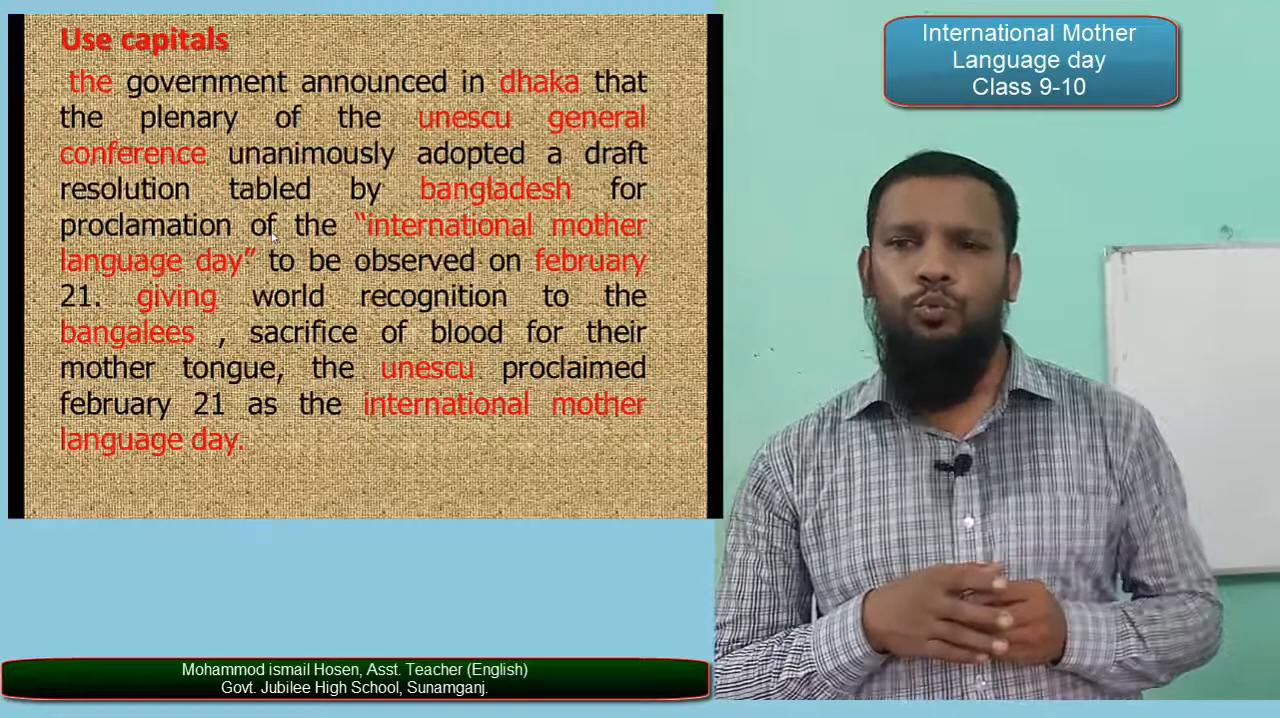 Use capitals
the government announced in dhaka that
the plenary of the unescu general
conference unanimously adopted a draft
resolution tabled by bangladesh for
proclamation of the “international mother
language day” to be observed on february
21. giving world recognition to the
bangalees , sacrifice of blood for their
mother tongue, the unescu proclaimed
february 21 as the international mother
language day.
International Mother
Language day
Class 9-10
Mohammod ismail Hosen, Asst. Teacher (English)
Govt. Jubilee High School, Sunamganj.